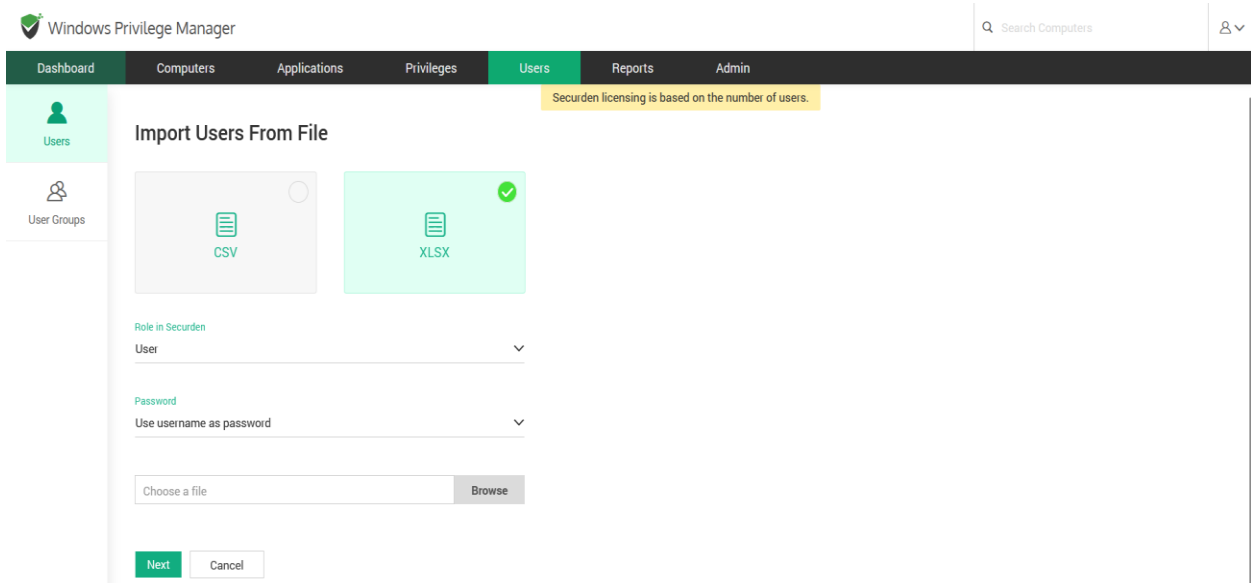 Windows Privilege Manager
Search Computers
Dashboard Computers Applications Privileges Users Reports Admin
Securden licensing is based on the number of users.
Users
User Groups
Import Users From File
CSV XLSX
Role in Securden
User
Password
Use username as password
Choose a file Browse
Next Cancel